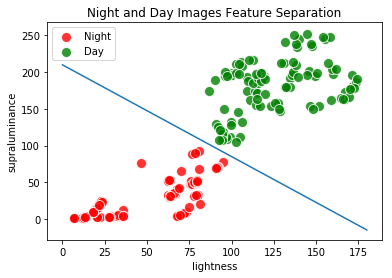 Night and Day Images Feature Separation
Night
Day
supraluminance
250
200
150
100
50
0
0 25 50 75 100 125 150 175
lightness